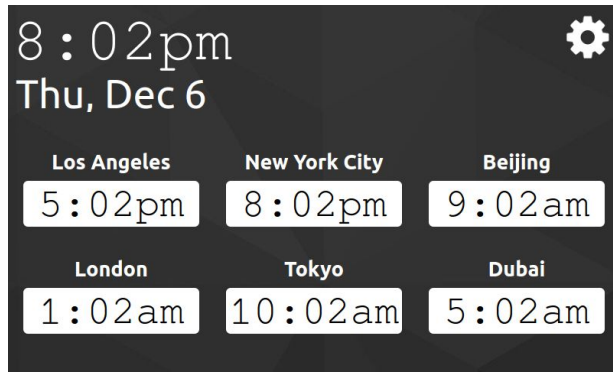 8:02pm
Thu, Dec 6
Los Angeles New York City Beijing
5:02pm 8:02pm 9:02am
London Tokyo Dubai
1:02am 10:02am 5:02am